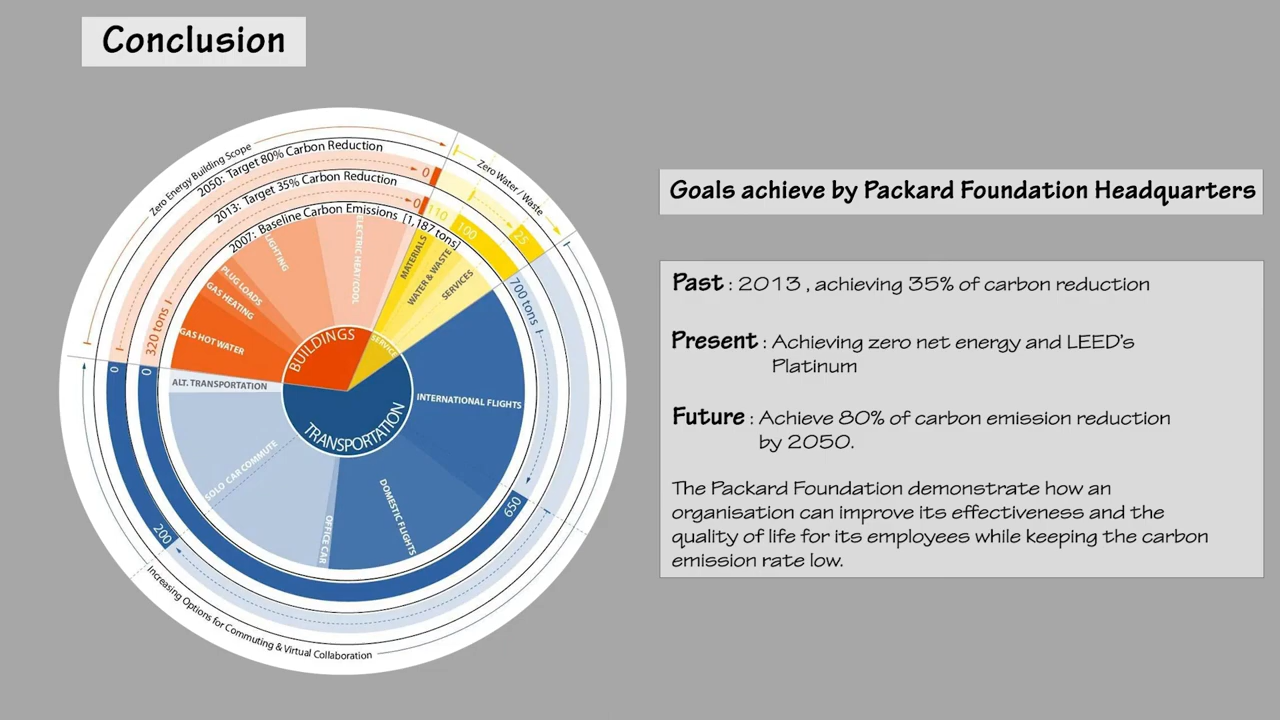 Conclusion
Zero Energy Building Scope
2050: Target 80% Carbon Reduction
0
2013: Target 35% Carbon Reduction
0
2007: Baseline Carbon Emissions [1,187 tons]
Zero Water / Waste
110
100
25
320 tons
700 tons
LIGHTING
ELECTRIC HEAT/COOL
PLUG LOADS
GAS HEATING
GAS HOT WATER
MATERIALS
WATER & WASTE
SERVICES
BUILDINGS
SERVICE
TRANSPORTATION
0
0
ALT. TRANSPORTATION
INTERNATIONAL FLIGHTS
SOLO CAR COMMUTE
OFFICE CAR
DOMESTIC FLIGHTS
650
200
Increasing Options for Commuting & Virtual Collaboration
Goals achieve by Packard Foundation Headquarters
Past : 2013 , achieving 35% of carbon reduction
Present : Achieving zero net energy and LEED's
Platinum
Future : Achieve 80% of carbon emission reduction
by 2050.
The Packard Foundation demonstrate how an
organisation can improve its effectiveness and the
quality of life for its employees while keeping the carbon
emission rate low.